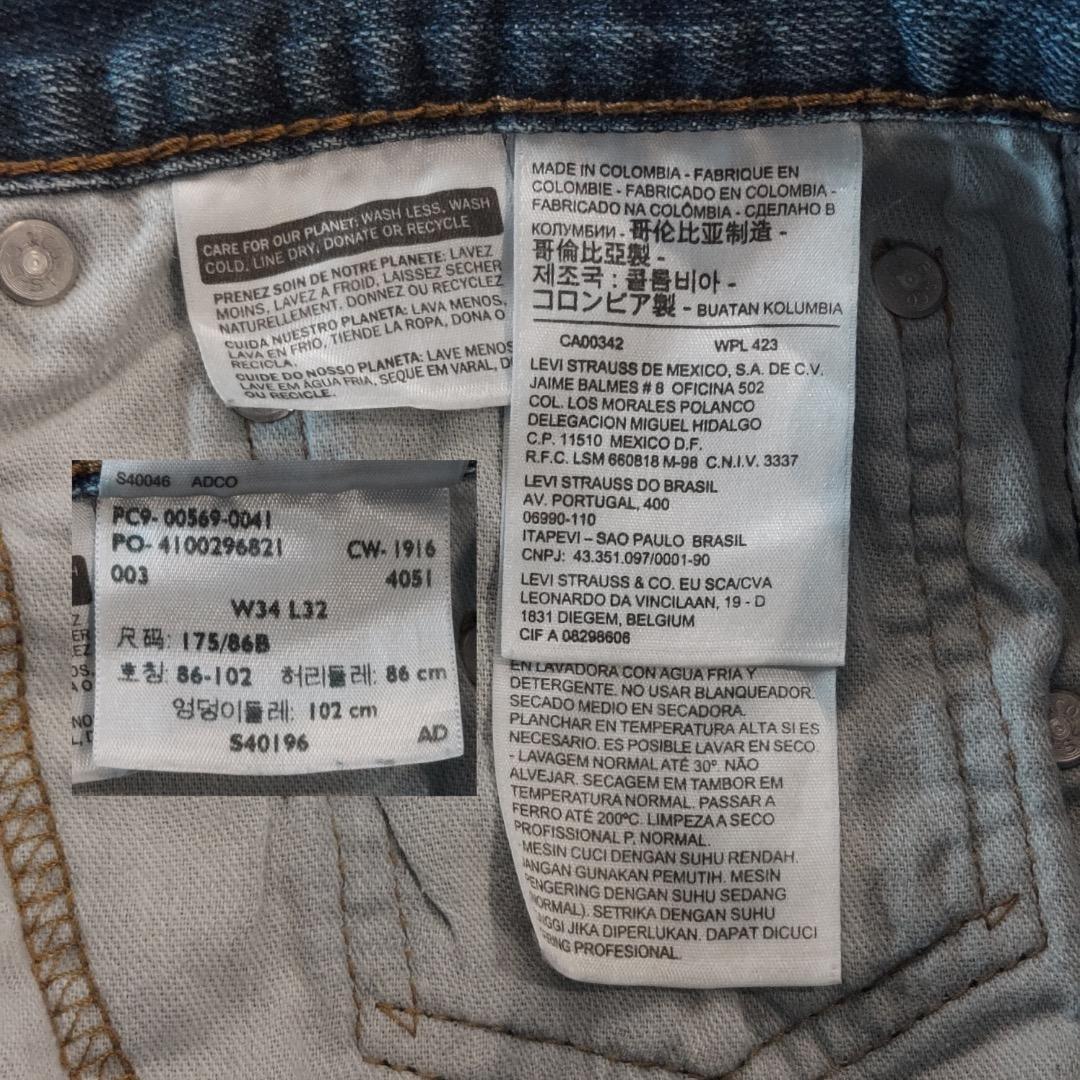 CARE FOR OUR PLANET: WASH LESS, WASH
COLD, LINE DRY, DONATE OR RECYCLE
PRENEZ SOIN DE NOTRE PLANETE: LAVEZ
MOINS, LAVEZ A FROID, LAISSEZ SECHER
NATURELLEMENT, DONNEZ OU RECYCLEZ
CUIDA NUESTRO PLANETA: LAVA MENOS,
LAVA EN FRIO, TIENDE LA ROPA, DONA O
RECICLA.
CUIDE DO NOSSO PLANETA: LAVE MENOS
LAVE EM ÁGUA FRIA, SEQUE EM VARAL,
OU RECICLE.
MADE IN COLOMBIA - FABRIQUE EN
COLOMBIE - FABRICADO EN COLOMBIA -
FABRICADO NA COLÔMBIA - СДЕЛАНО В
КОЛУМБИИ - 哥伦比亚制造 -
哥倫比亞製 -
제조국 : 콜롬비아 -
コロンビア製 - BUATAN KOLUMBIA
CA00342 WPL 423
LEVI STRAUSS DE MEXICO, S.A. DE C.V.
JAIME BALMES # 8 OFICINA 502
COL. LOS MORALES POLANCO
DELEGACION MIGUEL HIDALGO
C.P. 11510 MEXICO D.F.
R.F.C. LSM 660818 M-98 C.N.I.V. 3337
LEVI STRAUSS DO BRASIL
AV. PORTUGAL, 400
06990-110
ITAPEVI – SAO PAULO BRASIL
CNPJ: 43.351.097/0001-90
LEVI STRAUSS & CO. EU SCA/CVA
LEONARDO DA VINCILAAN, 19 - D
1831 DIEGEM, BELGIUM
CIF A 08298606
EN LAVADORA CON AGUA FRIA Y
DETERGENTE. NO USAR BLANQUEADOR.
SECADO MEDIO EN SECADORA.
PLANCHAR EN TEMPERATURA ALTA SI ES
NECESARIO. ES POSIBLE LAVAR EN SECO.
- LAVAGEM NORMAL ATÉ 30º. NÃO
ALVEJAR. SECAGEM EM TAMBOR EM
TEMPERATURA NORMAL. PASSAR A
FERRO ATÉ 200ºC. LIMPEZA A SECO
PROFISSIONAL P, NORMAL.
MESIN CUCI DENGAN SUHU RENDAH.
JANGAN GUNAKAN PEMUTIH. MESIN
PENGERING DENGAN SUHU SEDANG
(NORMAL). SETRIKA DENGAN SUHU
JIKA DIPERLUKAN. DAPAT DICUCI
PROFESIONAL.
S40046 ADCO
PC9- 00569-0041
PO- 4100296821 CW- 1916
003 4051
W34 L32
尺码: 175/86B
호칭: 86-102 허리둘레: 86 cm
엉덩이둘레: 102 cm
S40196 AD